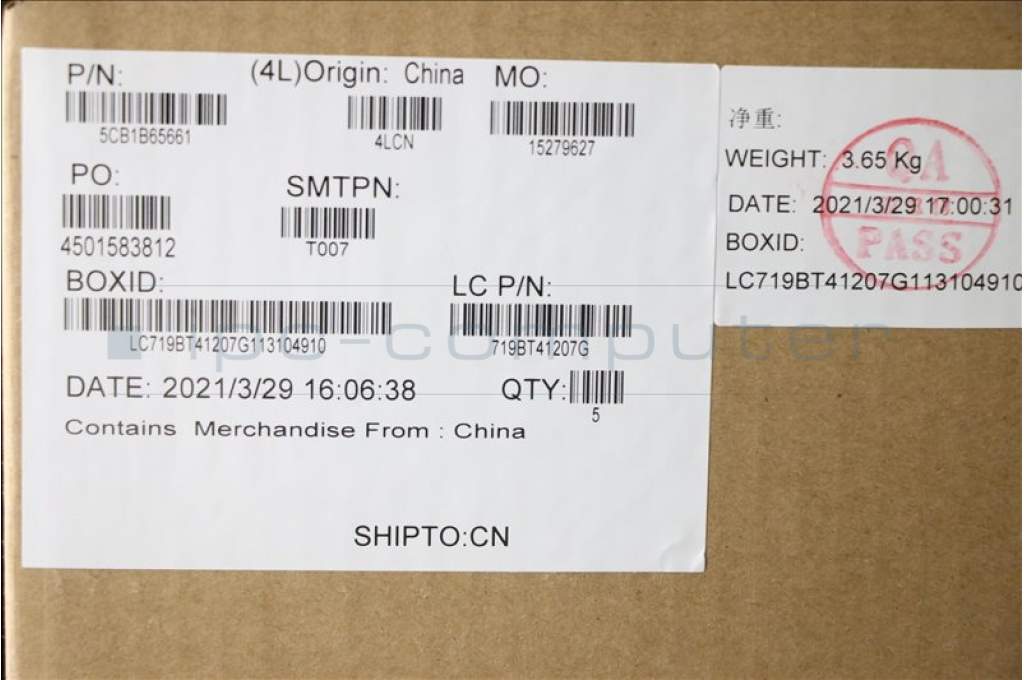 P/N: (4L)Origin: China MO:
5CB1B65661 4LCN 15279627
PO: SMTPN:
4501583812 T007
BOXID: LC P/N:
LC719BT41207G113104910 719BT41207G
DATE: 2021/3/29 16:06:38 QTY:
5
Contains Merchandise From : China
SHIPTO:CN
净重:
WEIGHT: 3.65 Kg
DATE: 2021/3/29 17:00:31
BOXID:
LC719BT41207G113104910
QA
PASS
ipc-computer